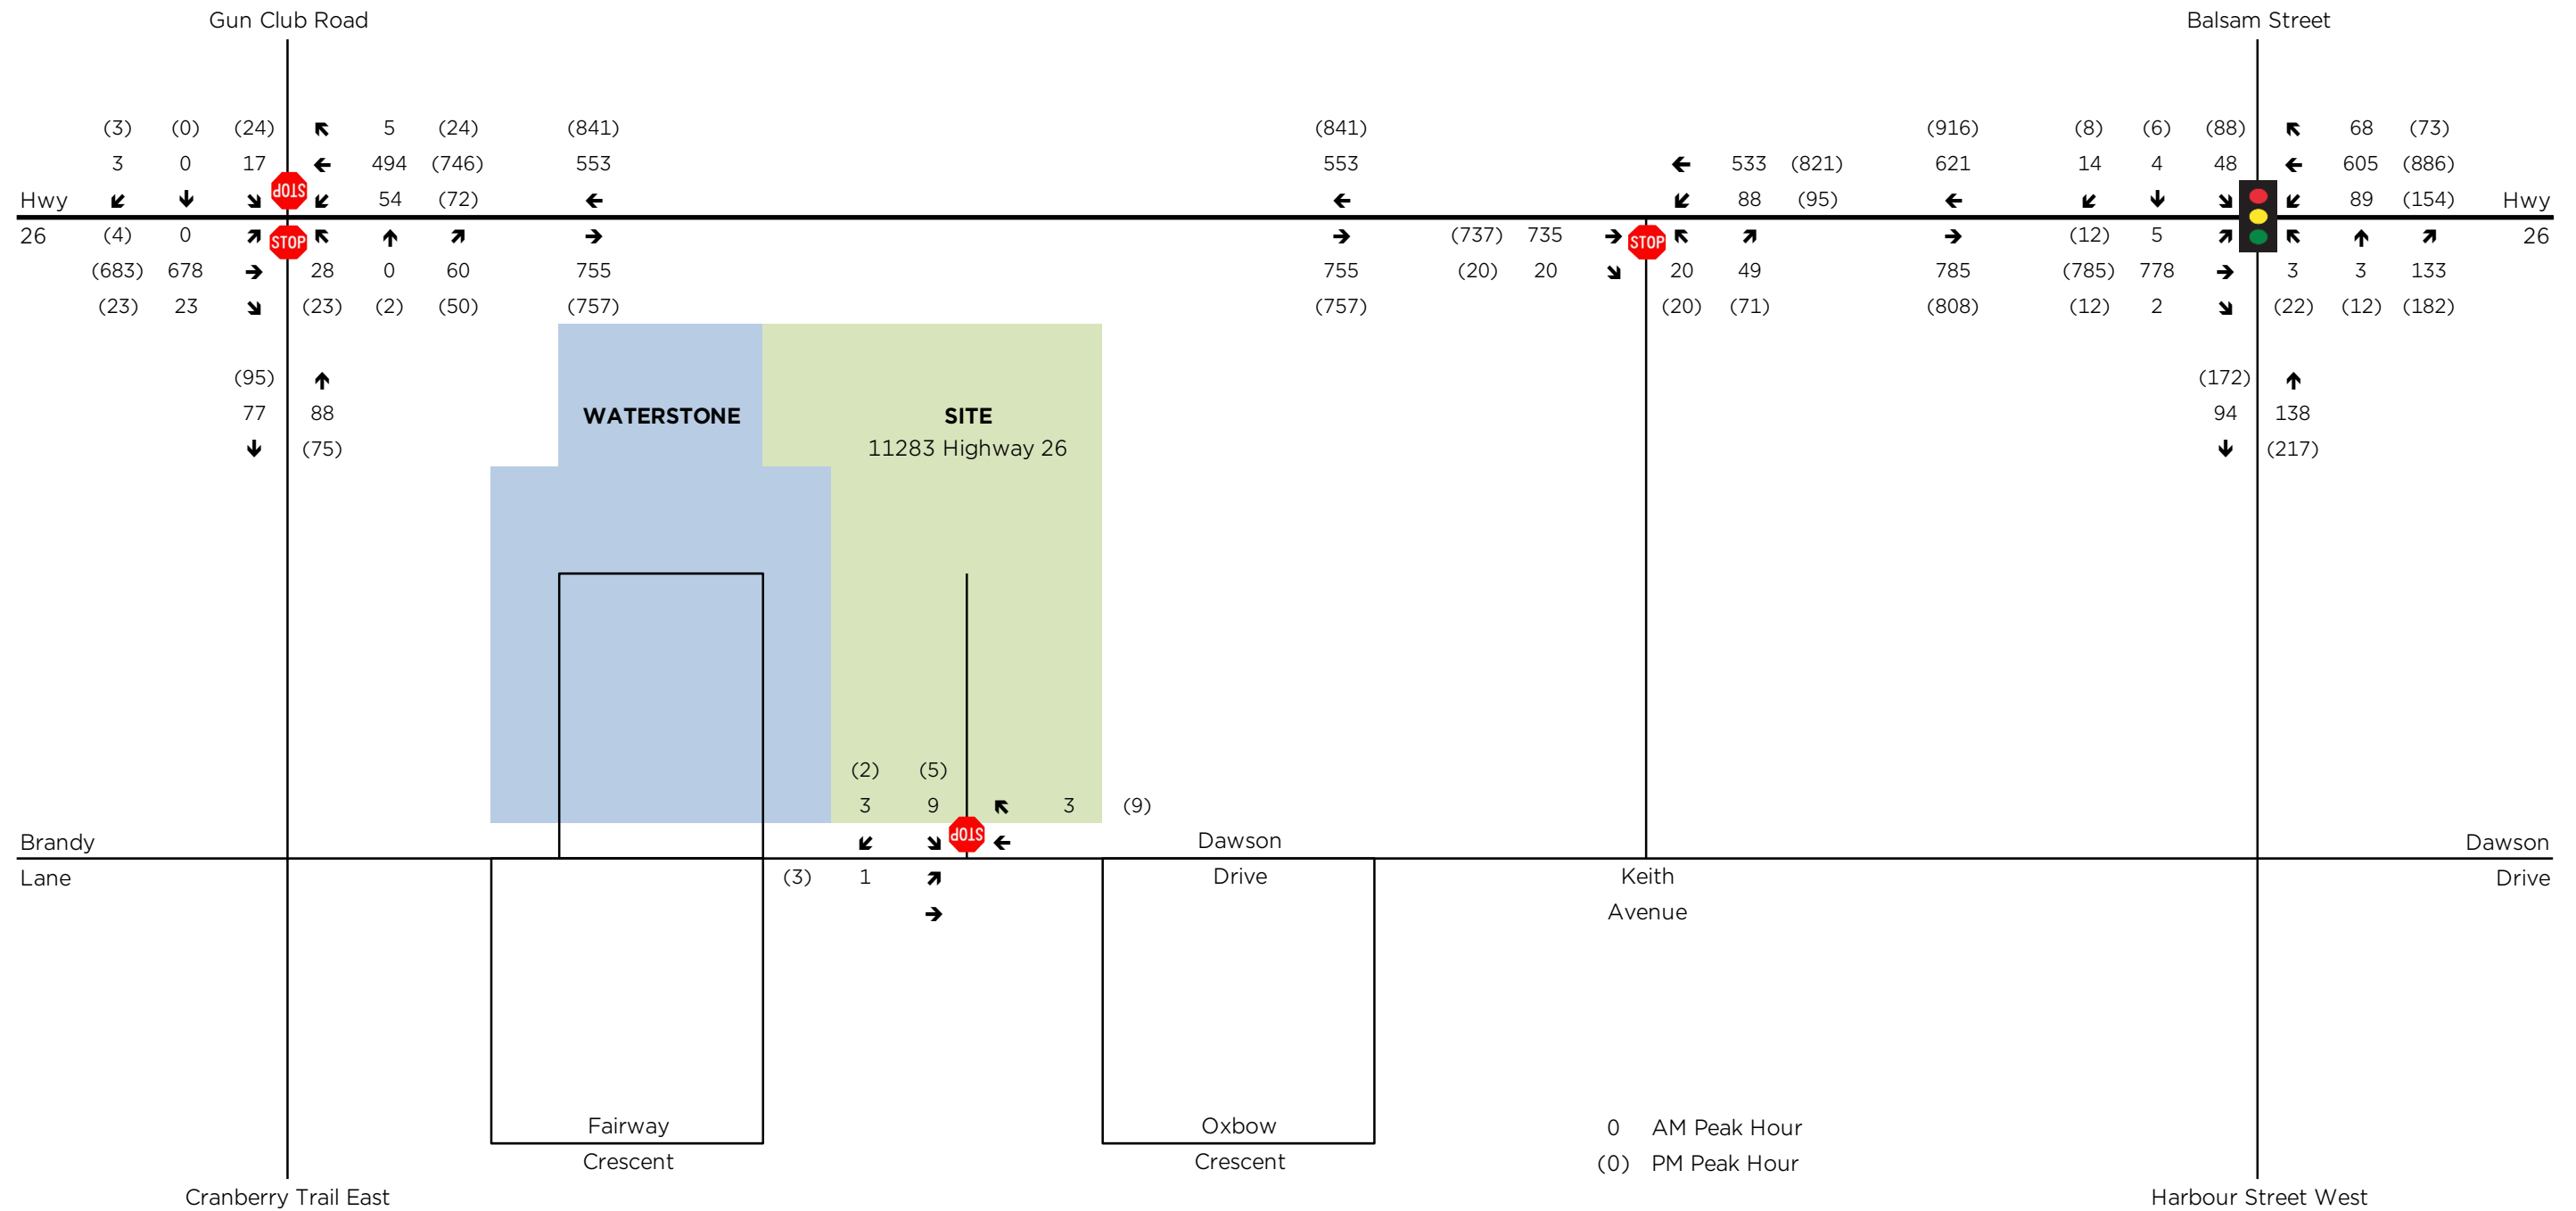 Gun Club Road Balsam Street
(3) (0) (24) 5 (24) (841) (841) (916) (8) (6) (88) 68 (73)
3 0 17 494 (746) 553 553 533 (821) 621 14 4 48 605 (886)
STOP
Hwy 54 (72) 88 (95) 89 (154) Hwy
26 (4) 0 STOP (737) 735 STOP (12) 5 26
(683) 678 28 0 60 755 755 (20) 20 20 49 785 (785) 778 3 3 133
(23) 23 (23) (2) (50) (757) (757) (20) (71) (808) (12) 2 (22) (12) (182)
(95) (172)
77 88 WATERSTONE SITE 94 138
(75) 11283 Highway 26 (217)
(2) (5)
3 9 3 (9)
STOP
Brandy Dawson Dawson
Lane (3) 1 Drive Keith Drive
Avenue
Fairway Oxbow 0 AM Peak Hour
Crescent Crescent (0) PM Peak Hour
Cranberry Trail East Harbour Street West